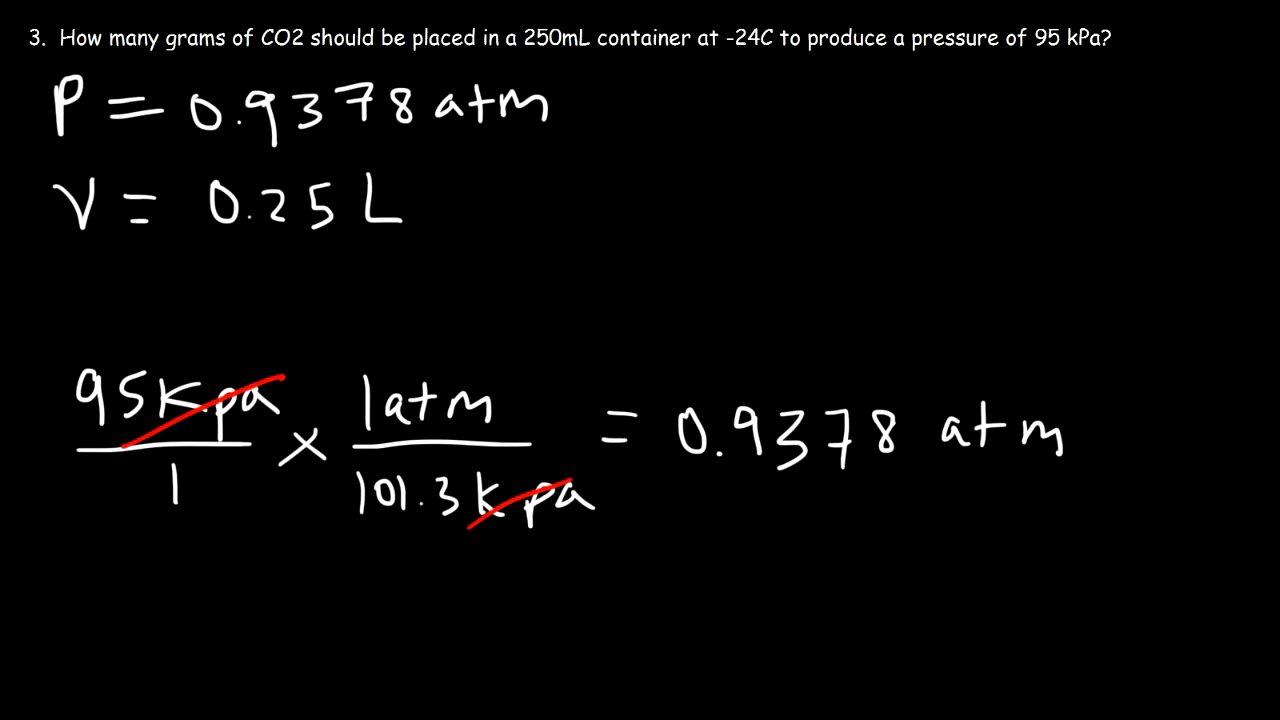 3. How many grams of CO2 should be placed in a 250mL container at -24C to produce a pressure of 95 kPa?
P = 0.9378 atm
V = 0.25 L
95 Kpa / 1 × 1 atm / 101.3 kpa = 0.9378 atm